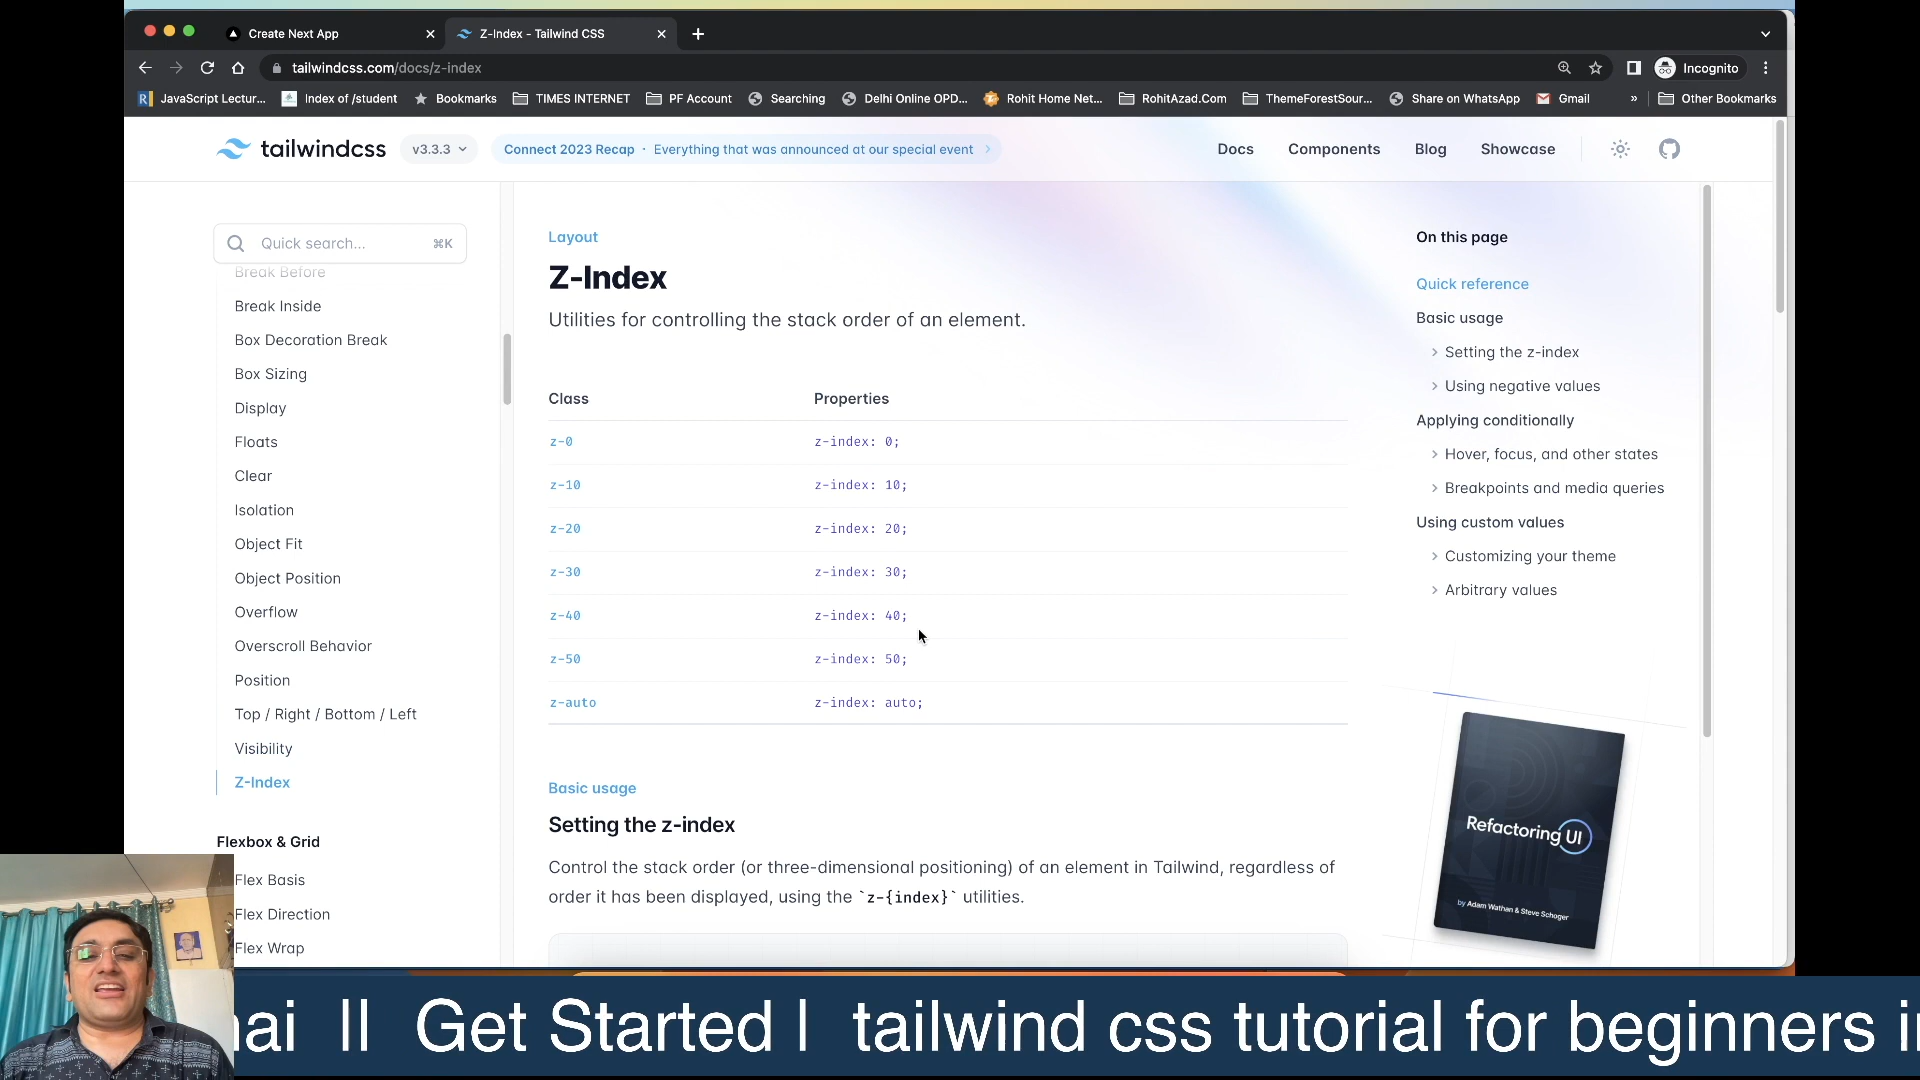 Create Next App
Z-Index - Tailwind CSS
tailwindcss.com/docs/z-index
Incognito
JavaScript Lectur...
Index of /student
Bookmarks
TIMES INTERNET
PF Account
Searching
Delhi Online OPD...
Rohit Home Net...
RohitAzad.Com
ThemeForestSour...
Share on WhatsApp
Gmail
»
Other Bookmarks
tailwindcss
v3.3.3
Connect 2023 Recap · Everything that was announced at our special event
Docs
Components
Blog
Showcase
Quick search...
⌘K
Break Before
Break Inside
Box Decoration Break
Box Sizing
Display
Floats
Clear
Isolation
Object Fit
Object Position
Overflow
Overscroll Behavior
Position
Top / Right / Bottom / Left
Visibility
Z-Index
Flexbox & Grid
Flex Basis
Flex Direction
Flex Wrap
Layout
Z-Index
Utilities for controlling the stack order of an element.
Class Properties
z-0 z-index: 0;
z-10 z-index: 10;
z-20 z-index: 20;
z-30 z-index: 30;
z-40 z-index: 40;
z-50 z-index: 50;
z-auto z-index: auto;
Basic usage
Setting the z-index
Control the stack order (or three-dimensional positioning) of an element in Tailwind, regardless of
order it has been displayed, using the `z-{index}` utilities.
On this page
Quick reference
Basic usage
Setting the z-index
Using negative values
Applying conditionally
Hover, focus, and other states
Breakpoints and media queries
Using custom values
Customizing your theme
Arbitrary values
Refactoring UI
by Adam Wathan & Steve Schoger
hai || Get Started | tailwind css tutorial for beginners in